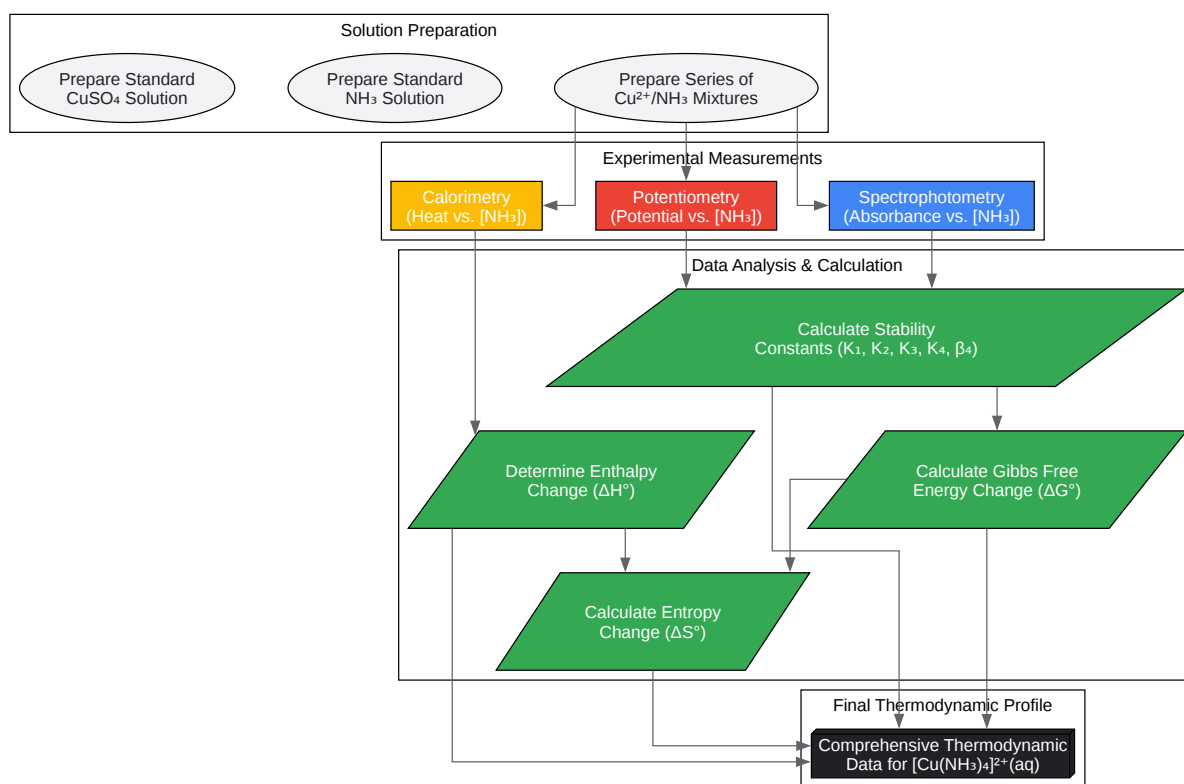 Solution Preparation
Prepare Standard
CuSO₄ Solution
Prepare Standard
NH₃ Solution
Prepare Series of
Cu²⁺/NH₃ Mixtures
Experimental Measurements
Calorimetry
(Heat vs. [NH₃])
Potentiometry
(Potential vs. [NH₃])
Spectrophotometry
(Absorbance vs. [NH₃])
Data Analysis & Calculation
Calculate Stability
Constants (K₁, K₂, K₃, K₄, β₄)
Determine Enthalpy
Change (ΔH°)
Calculate Gibbs Free
Energy Change (ΔG°)
Calculate Entropy
Change (ΔS°)
Final Thermodynamic Profile
Comprehensive Thermodynamic
Data for [Cu(NH₃)₄]²⁺(aq)